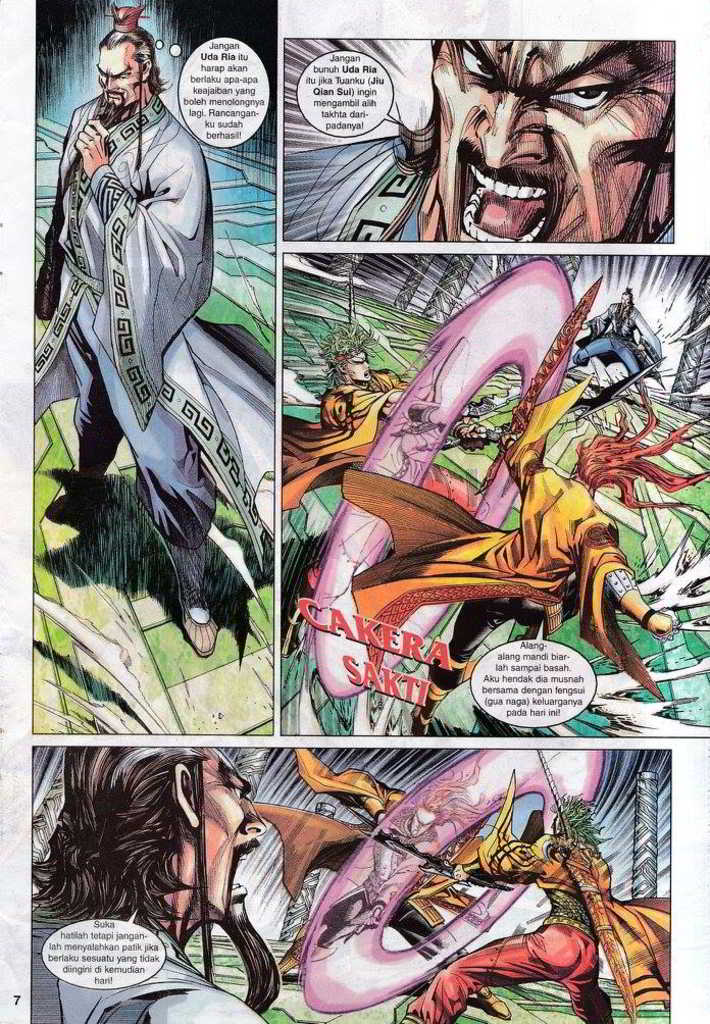 Jangan
Uda Ria itu
harap akan
berlaku apa-apa
keajaiban yang
boleh menolongnya
lagi. Rancangan-
ku sudah
berhasil!
Jangan
bunuh Uda Ria
itu jika Tuanku (Jiu
Qian Sui) ingin
mengambil alih
takhta dari-
padanya!
CAKERA
SAKTI
Alang-
alang mandi biar-
lah sampai basah.
Aku hendak dia musnah
bersama dengan fengsui
(gua naga) keluarganya
pada hari ini!
Suka
hatilah tetapi jangan-
lah menyalahkan patik jika
berlaku sesuatu yang tidak
diingini di kemudian
hari!
7